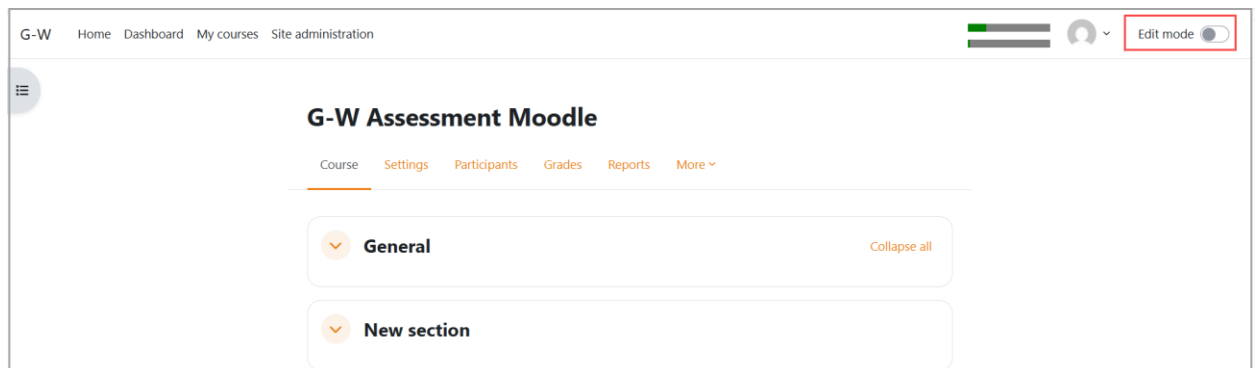 G-W Home Dashboard My courses Site administration Edit mode
G-W Assessment Moodle
Course Settings Participants Grades Reports More
General Collapse all
New section